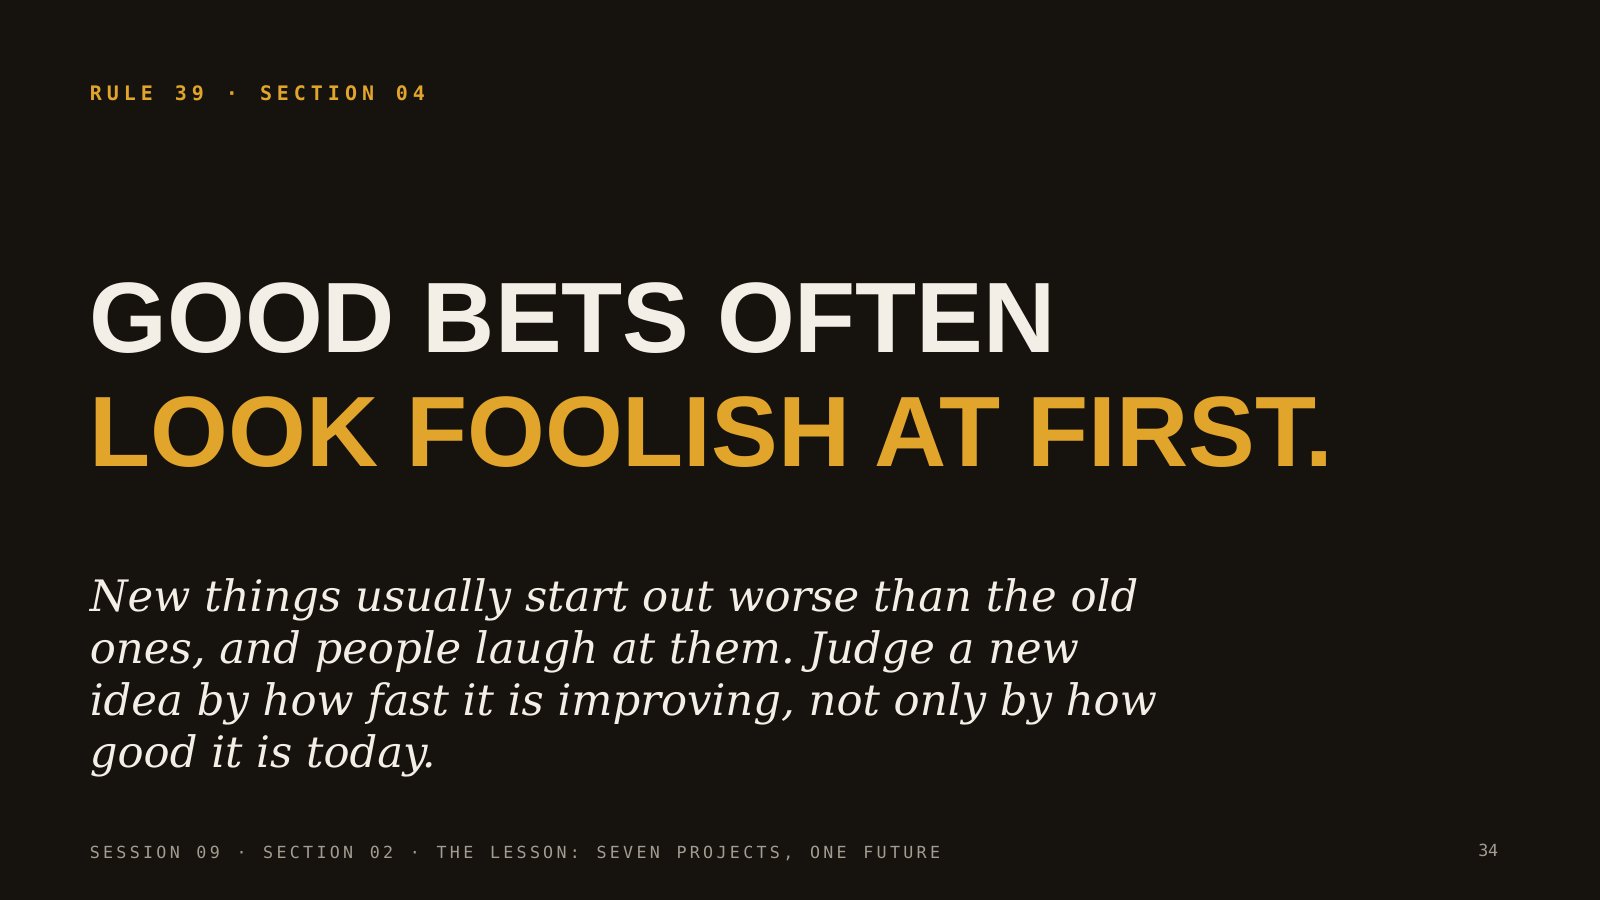 RULE 39 · SECTION 04
GOOD BETS OFTEN
LOOK FOOLISH AT FIRST.
New things usually start out worse than the old
ones, and people laugh at them. Judge a new
idea by how fast it is improving, not only by how
good it is today.
SESSION 09 · SECTION 02 · THE LESSON: SEVEN PROJECTS, ONE FUTURE
34